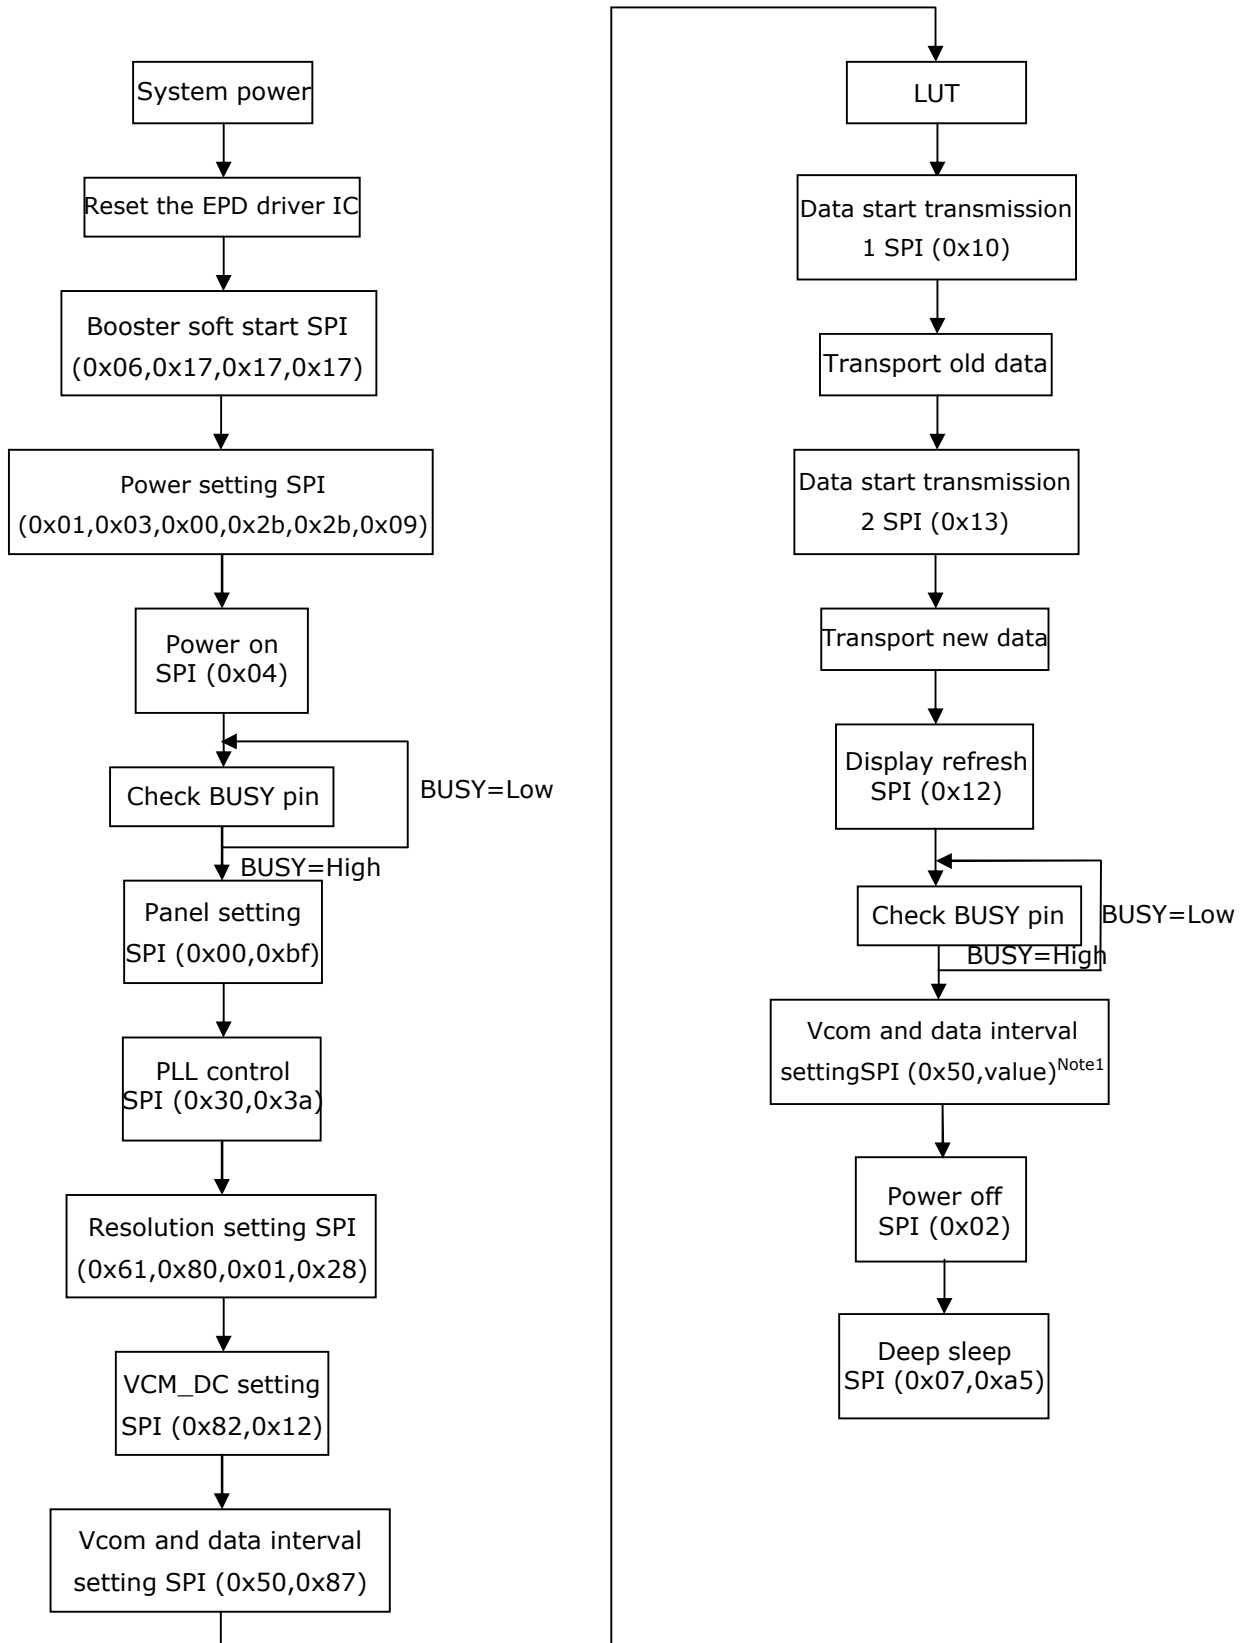 System power
Reset the EPD driver IC
Booster soft start SPI
(0x06,0x17,0x17,0x17)
Power setting SPI
(0x01,0x03,0x00,0x2b,0x2b,0x09)
Power on
SPI (0x04)
Check BUSY pin
BUSY=Low
BUSY=High
Panel setting
SPI (0x00,0xbf)
PLL control
SPI (0x30,0x3a)
Resolution setting SPI
(0x61,0x80,0x01,0x28)
VCM_DC setting
SPI (0x82,0x12)
Vcom and data interval
setting SPI (0x50,0x87)
LUT
Data start transmission
1 SPI (0x10)
Transport old data
Data start transmission
2 SPI (0x13)
Transport new data
Display refresh
SPI (0x12)
Check BUSY pin
BUSY=Low
BUSY=High
Vcom and data interval
settingSPI (0x50,value)Note1
Power off
SPI (0x02)
Deep sleep
SPI (0x07,0xa5)